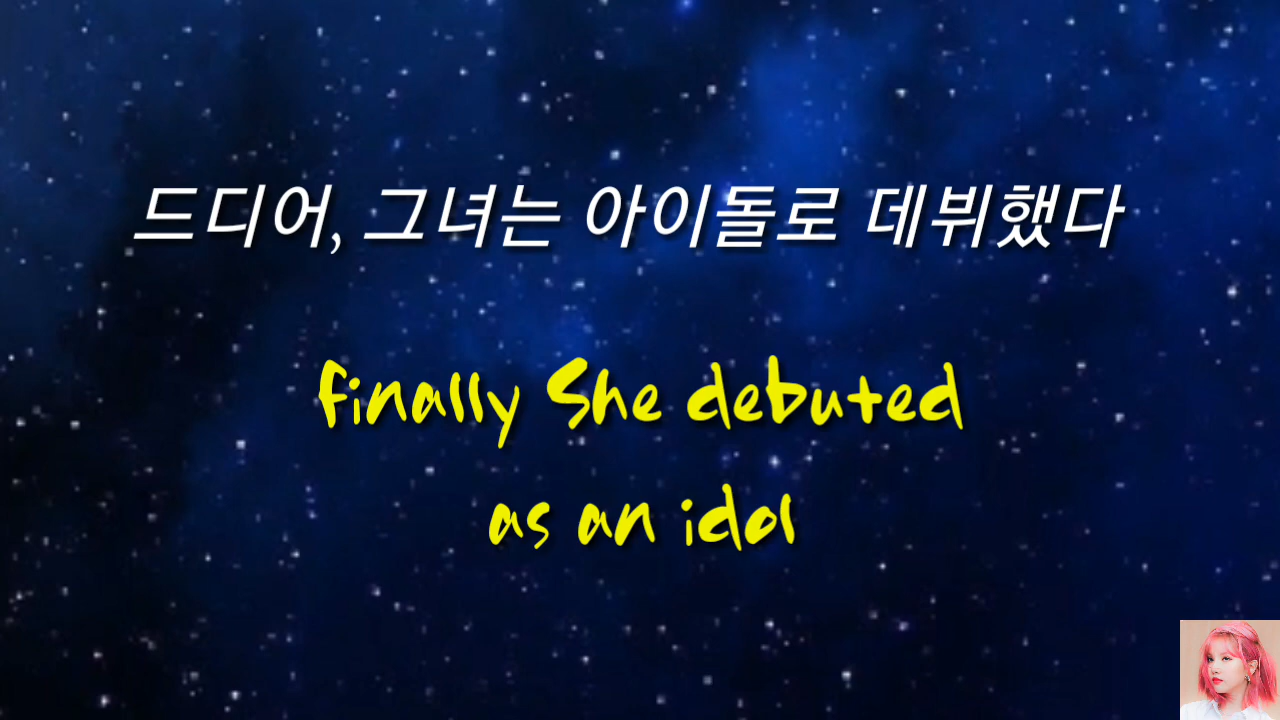 드디어, 그녀는 아이돌로 데뷔했다
finally She debuted
as an idol